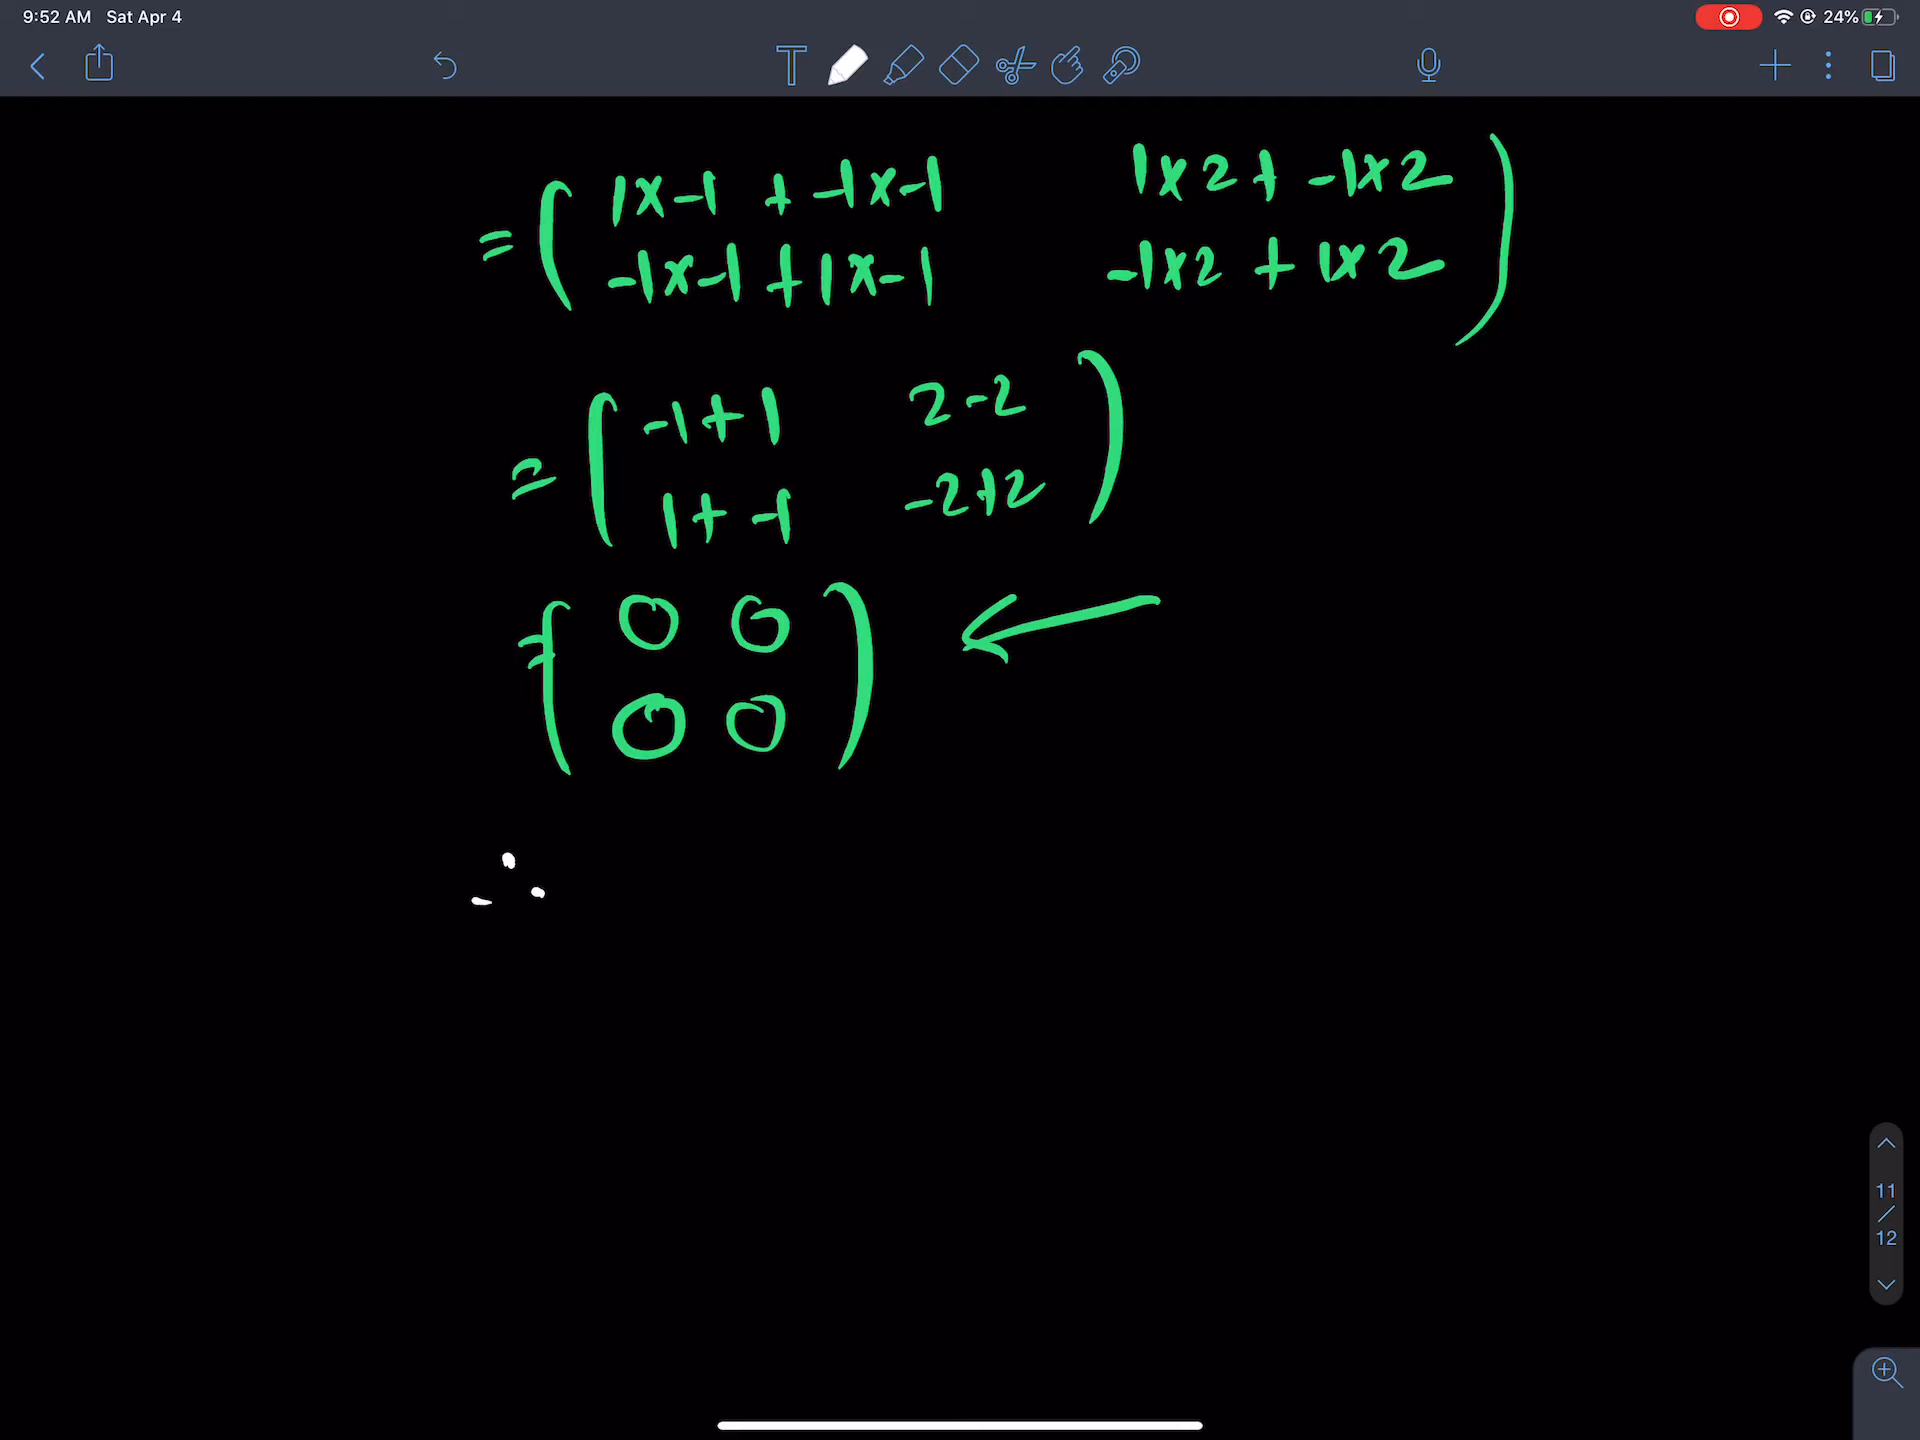 9:52 AM Sat Apr 4 24%
1x-1 + -1x-1 1x2 + -1x2
= ( )
-1x-1 + 1x-1 -1x2 + 1x2
-1+1 2-2
= ( )
1+ -1 -2+2
0 0
= ( ) ←
0 0
∴
11
/
12